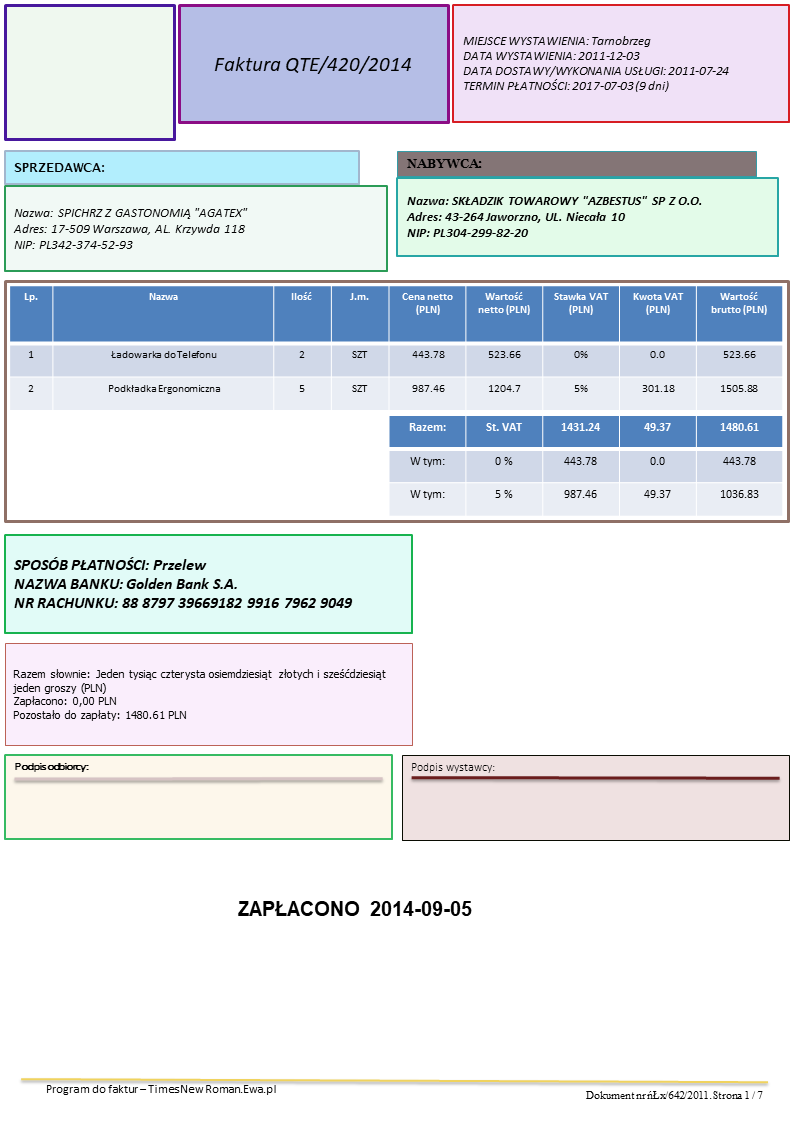 Faktura QTE/420/2014
MIEJSCE WYSTAWIENIA: Tarnobrzeg
DATA WYSTAWIENIA: 2011-12-03
DATA DOSTAWY/WYKONANIA USŁUGI: 2011-07-24
TERMIN PŁATNOŚCI: 2017-07-03 (9 dni)
SPRZEDAWCA:
Nazwa: SPICHRZ Z GASTONOMIĄ "AGATEX"
Adres: 17-509 Warszawa, AL. Krzywda 118
NIP: PL342-374-52-93
NABYWCA:
Nazwa: SKŁADZIK TOWAROWY "AZBESTUS" SP Z O.O.
Adres: 43-264 Jaworzno, UL. Niecała 10
NIP: PL304-299-82-20
Lp. Nazwa Ilość J.m. Cena netto (PLN) Wartość netto (PLN) Stawka VAT (PLN) Kwota VAT (PLN) Wartość brutto (PLN)
1 Ładowarka do Telefonu 2 SZT 443.78 523.66 0% 0.0 523.66
2 Podkładka Ergonomiczna 5 SZT 987.46 1204.7 5% 301.18 1505.88
Razem: St. VAT 1431.24 49.37 1480.61
W tym: 0 % 443.78 0.0 443.78
W tym: 5 % 987.46 49.37 1036.83
SPOSÓB PŁATNOŚCI: Przelew
NAZWA BANKU: Golden Bank S.A.
NR RACHUNKU: 88 8797 39669182 9916 7962 9049
Razem słownie: Jeden tysiąc czterysta osiemdziesiąt złotych i sześćdziesiąt
jeden groszy (PLN)
Zapłacono: 0,00 PLN
Pozostało do zapłaty: 1480.61 PLN
Podpis odbiorcy:
Podpis wystawcy:
ZAPŁACONO 2014-09-05
Program do faktur – TimesNew Roman.Ewa.pl
Dokument nr ńŁx/642/2011. Strona 1 / 7